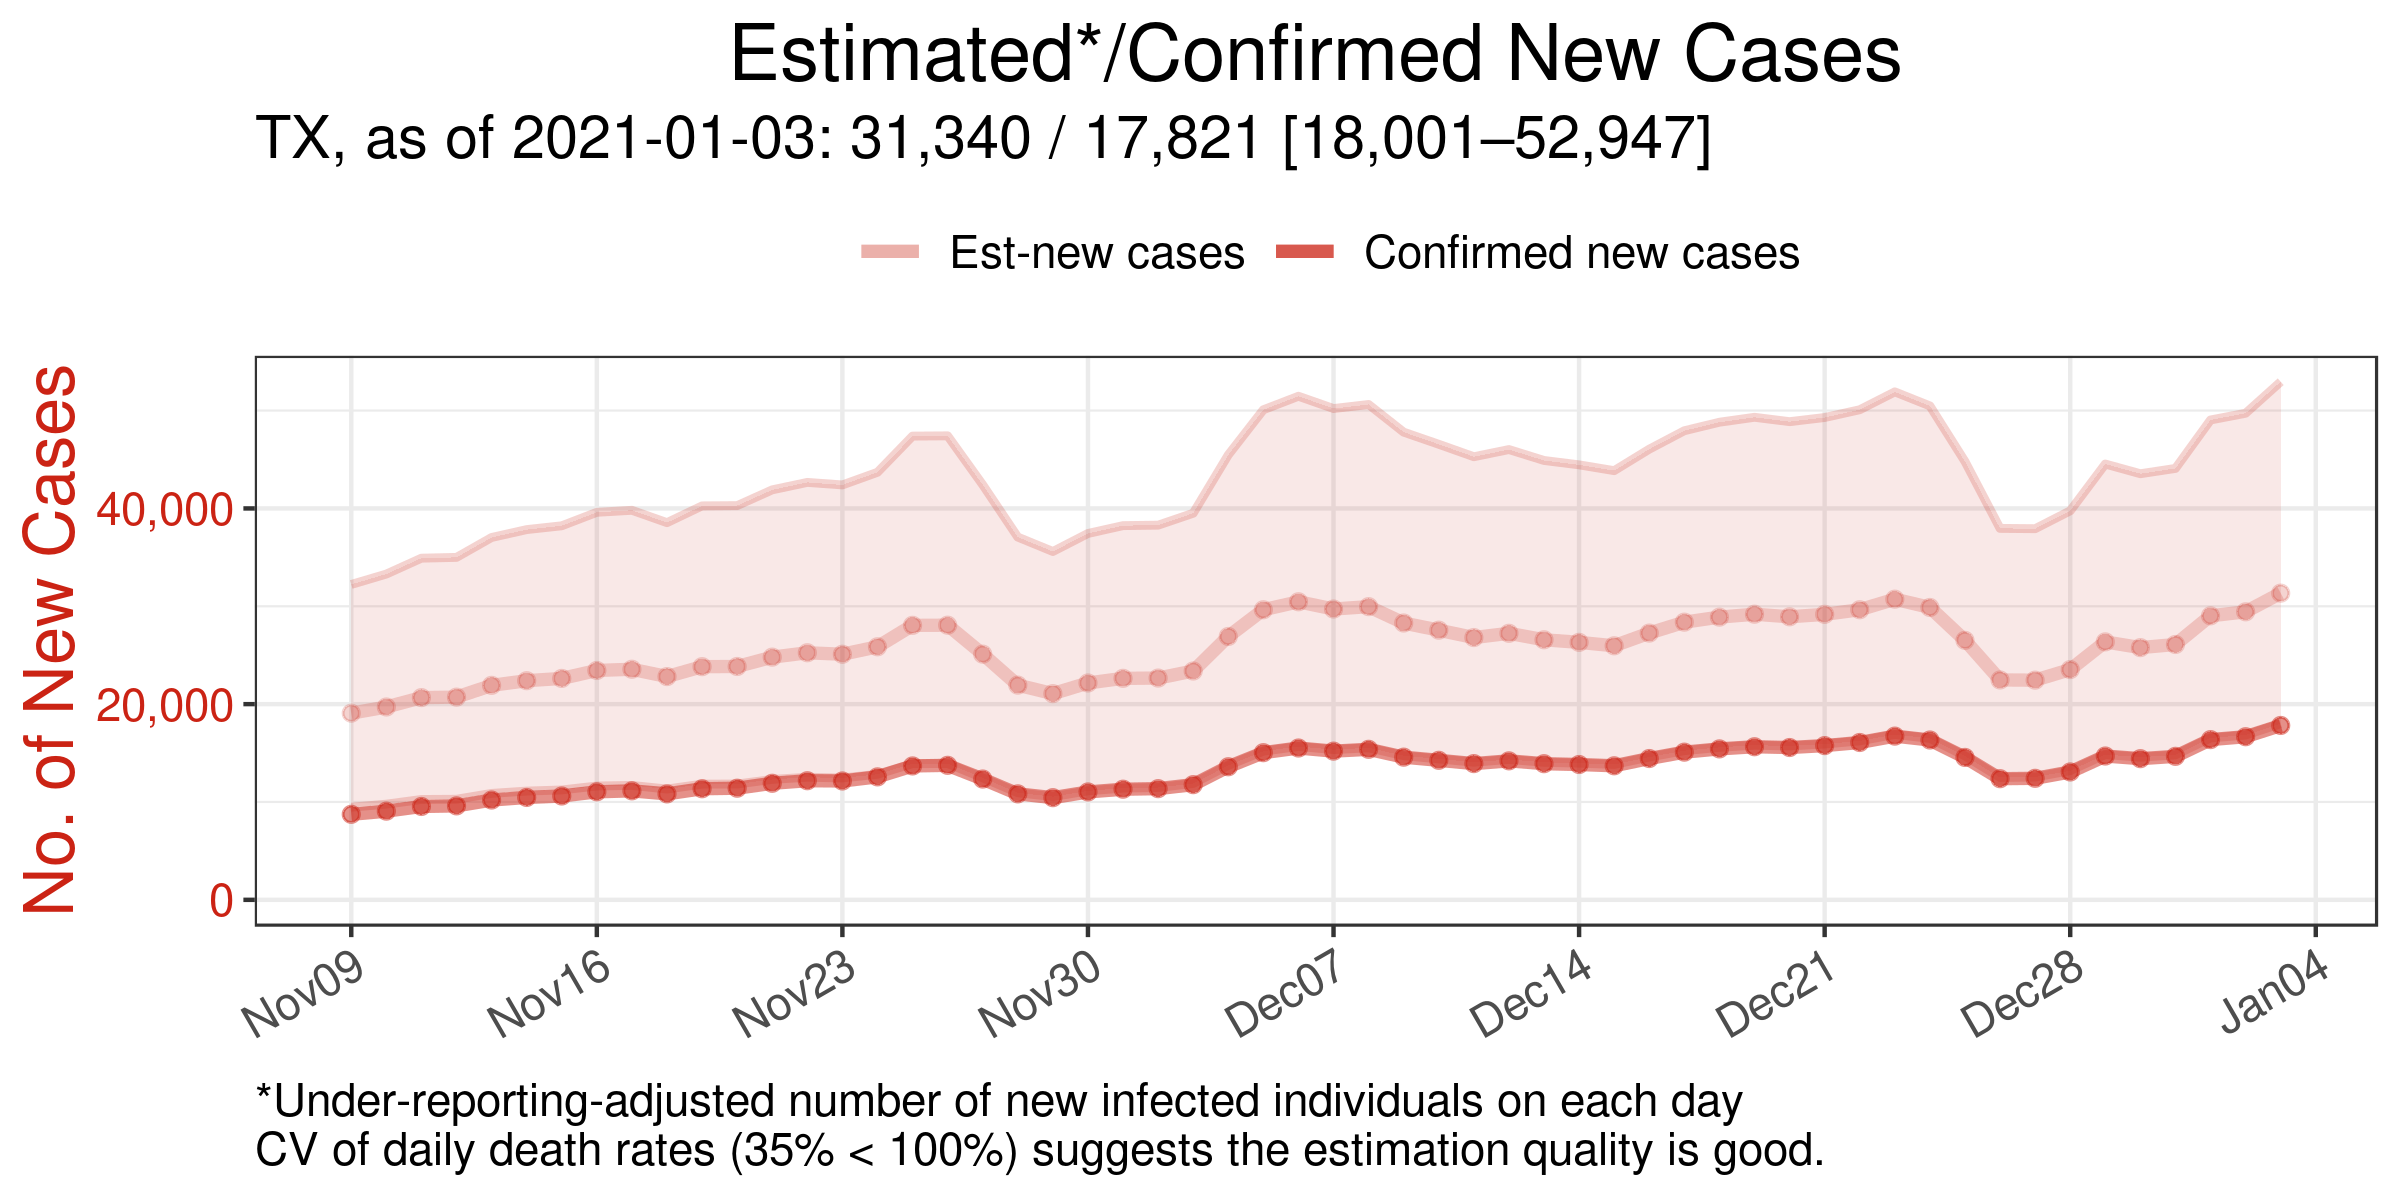 Estimated*/Confirmed New Cases
TX, as of 2021-01-03: 31,340 / 17,821 [18,001–52,947]
Est-new cases
Confirmed new cases
No. of New Cases
40,000
20,000
0
Nov09
Nov16
Nov23
Nov30
Dec07
Dec14
Dec21
Dec28
Jan04
*Under-reporting-adjusted number of new infected individuals on each day
CV of daily death rates (35% < 100%) suggests the estimation quality is good.